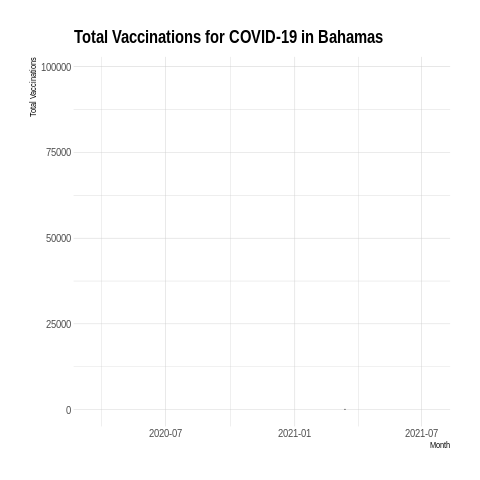 Total Vaccinations for COVID-19 in Bahamas
Total Vaccinations
100000
75000
50000
25000
0
2020-07
2021-01
2021-07
Month